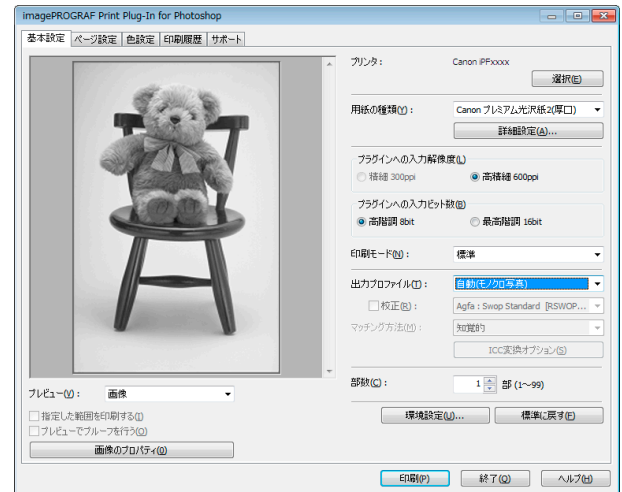 imagePROGRAF Print Plug-In for Photoshop
基本設定 ページ設定 色設定 印刷履歴 サポート
プリンタ： Canon iPFxxxx
選択(E)
用紙の種類(Y)： Canon プレミアム光沢紙2(厚口)
詳細設定(A)...
プラグインへの入力解像度(L)
精細 300ppi 高精細 600ppi
プラグインへの入力ビット数(B)
高階調 8bit 最高階調 16bit
印刷モード(N)： 標準
出力プロファイル(T)： 自動(モノクロ写真)
校正(R)： Agfa : Swop Standard [RSWOP...
マッチング方法(M)： 知覚的
ICC変換オプション(S)
部数(C)： 1 部 (1～99)
プレビュー(V)： 画像
指定した範囲を印刷する(I)
プレビューでプルーフを行う(O)
画像のプロパティ(0)
環境設定(U)... 標準に戻す(F)
印刷(P) 終了(Q) ヘルプ(H)